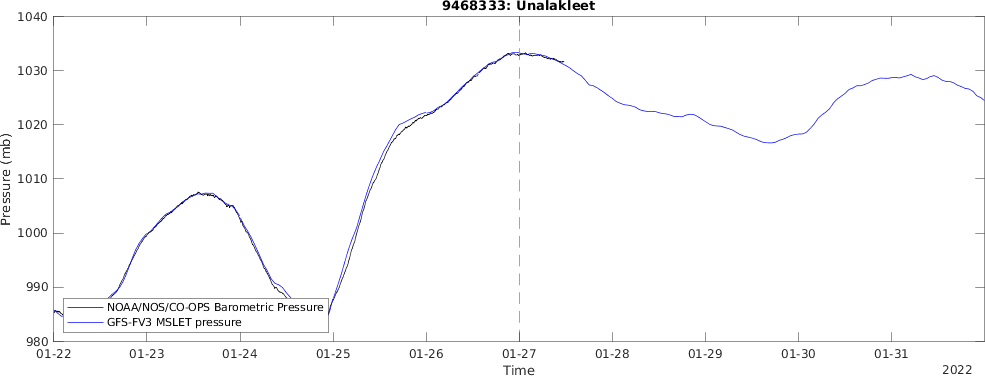 9468333: Unalakleet
1040
1030
1020
1010
1000
990
980
Pressure (mb)
NOAA/NOS/CO-OPS Barometric Pressure
GFS-FV3 MSLET pressure
01-22 01-23 01-24 01-25 01-26 01-27 01-28 01-29 01-30 01-31
Time
2022